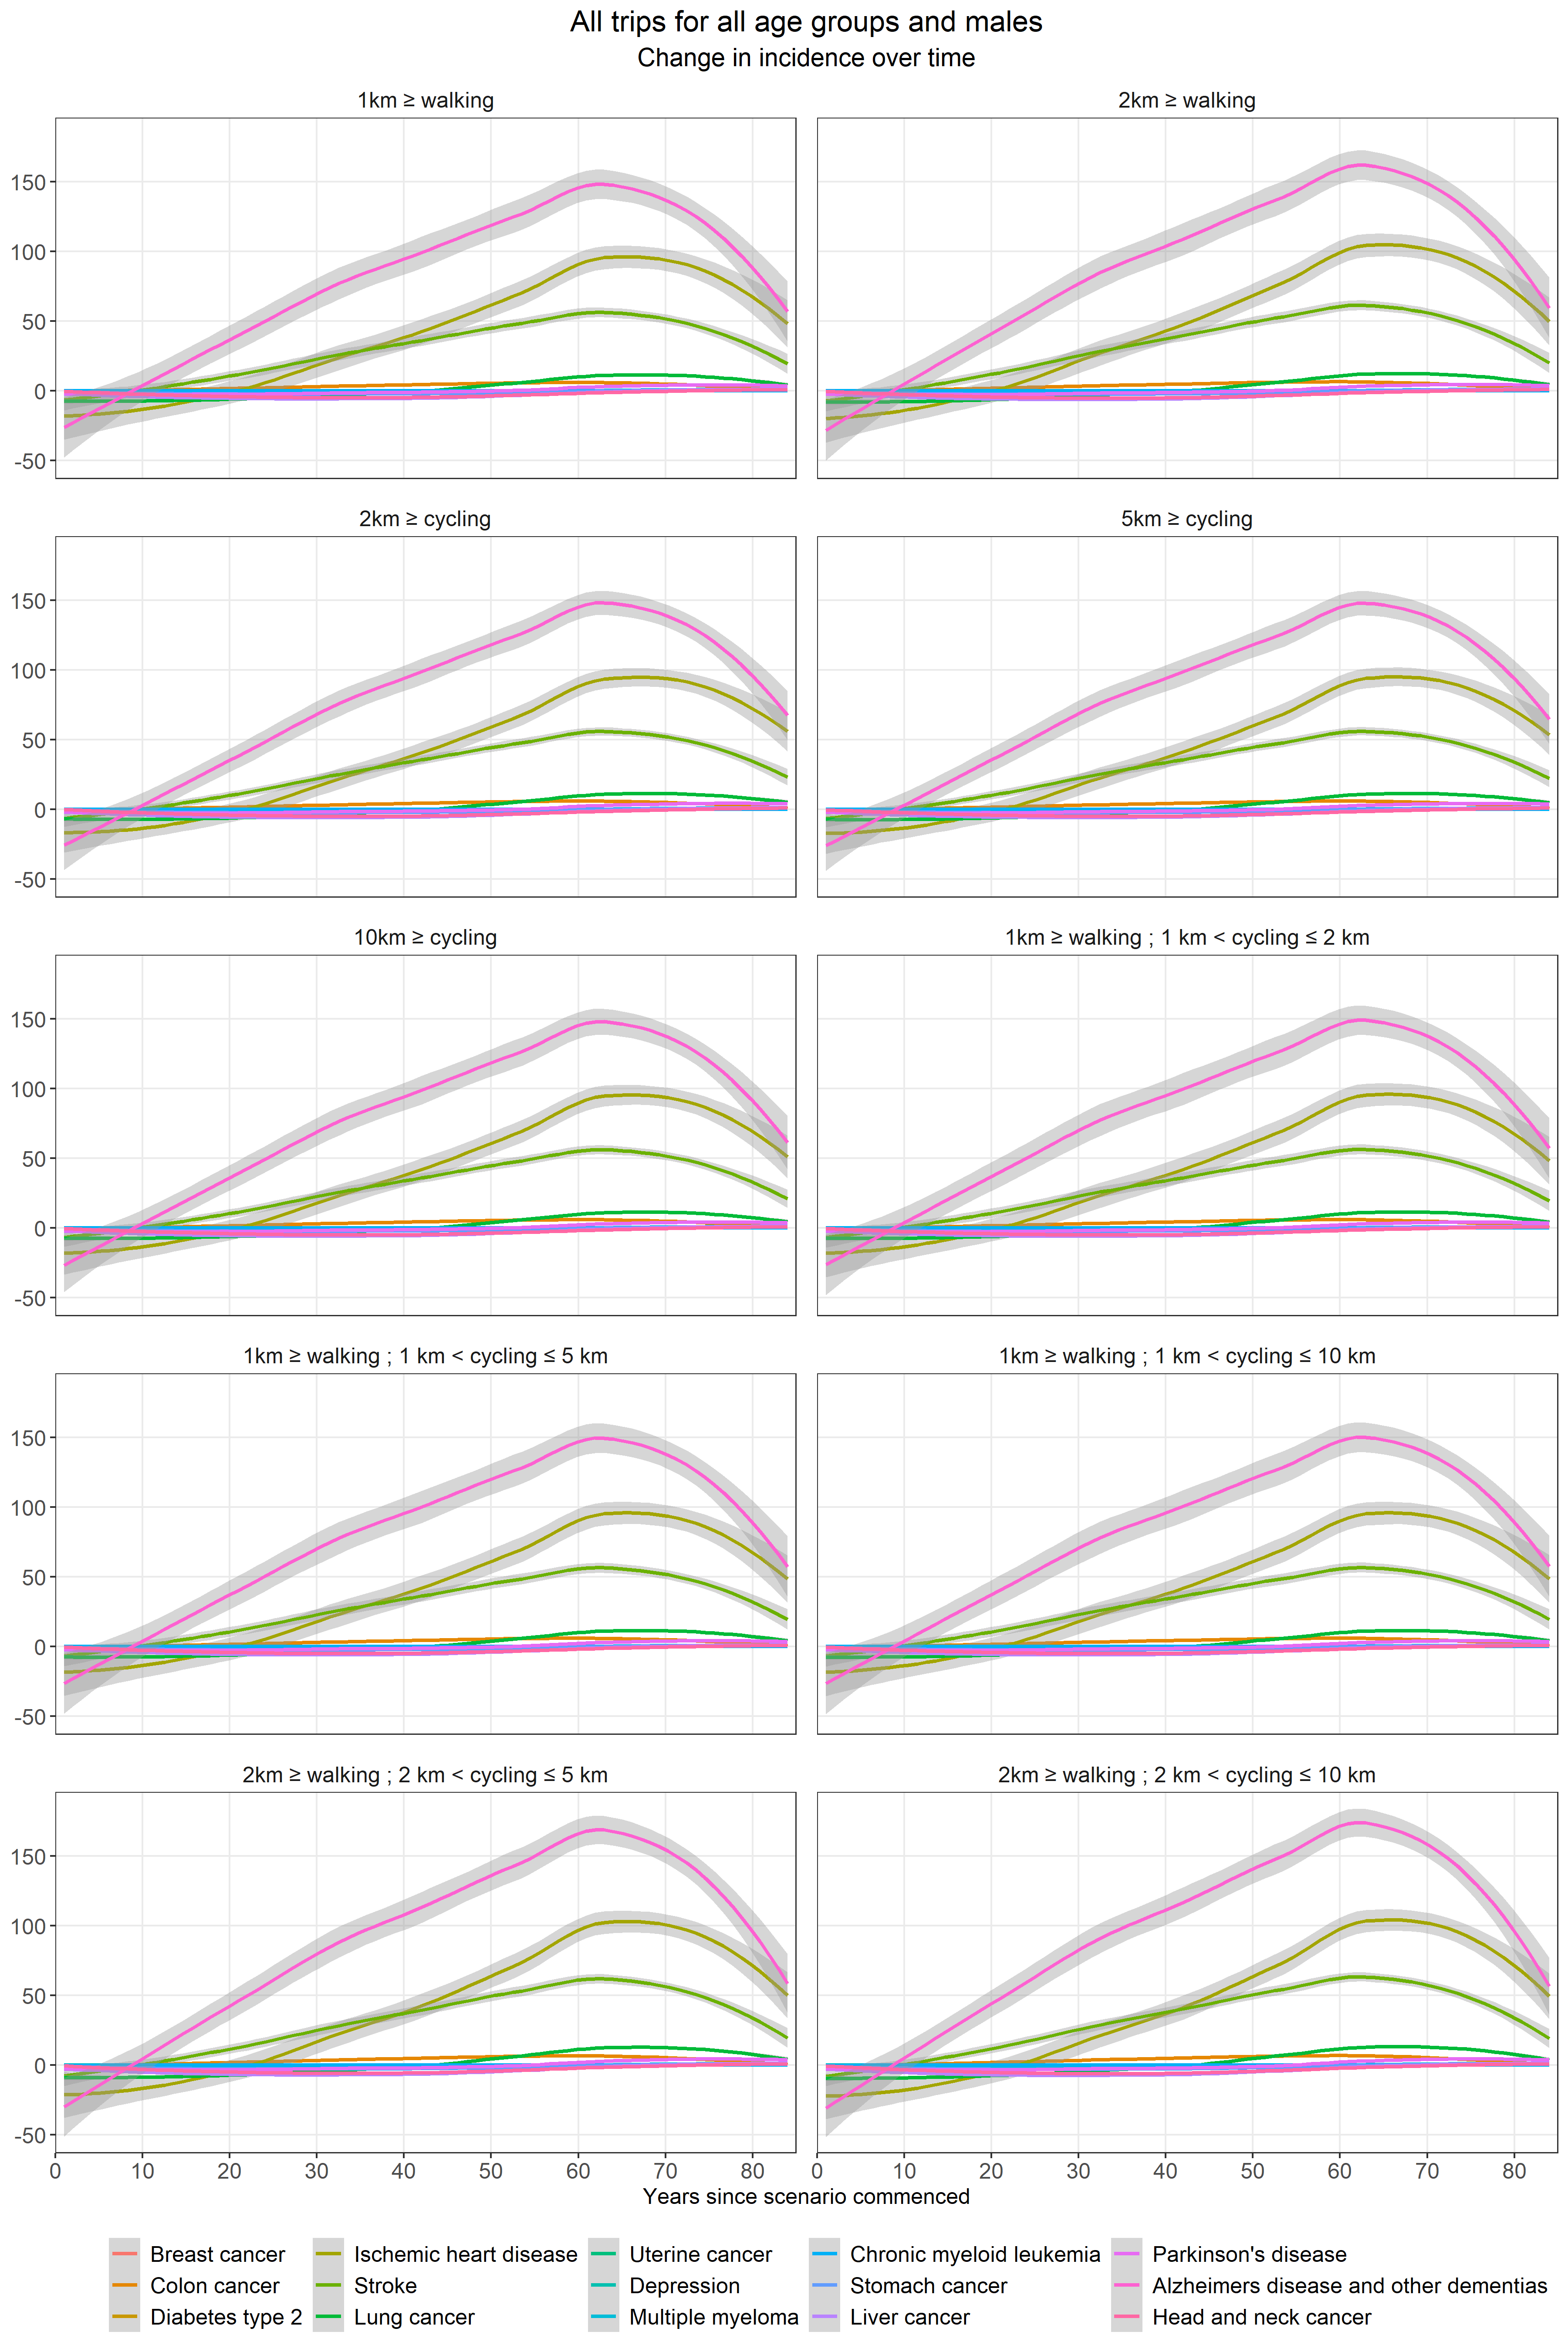 All trips for all age groups and males
Change in incidence over time
1km ≥ walking
2km ≥ walking
150
100
50
0
-50
2km ≥ cycling
5km ≥ cycling
150
100
50
0
-50
10km ≥ cycling
1km ≥ walking ; 1 km < cycling ≤ 2 km
150
100
50
0
-50
1km ≥ walking ; 1 km < cycling ≤ 5 km
1km ≥ walking ; 1 km < cycling ≤ 10 km
150
100
50
0
-50
2km ≥ walking ; 2 km < cycling ≤ 5 km
2km ≥ walking ; 2 km < cycling ≤ 10 km
150
100
50
0
-50
0 10 20 30 40 50 60 70 80
0 10 20 30 40 50 60 70 80
Years since scenario commenced
Breast cancer
Ischemic heart disease
Uterine cancer
Chronic myeloid leukemia
Parkinson's disease
Colon cancer
Stroke
Depression
Stomach cancer
Alzheimers disease and other dementias
Diabetes type 2
Lung cancer
Multiple myeloma
Liver cancer
Head and neck cancer